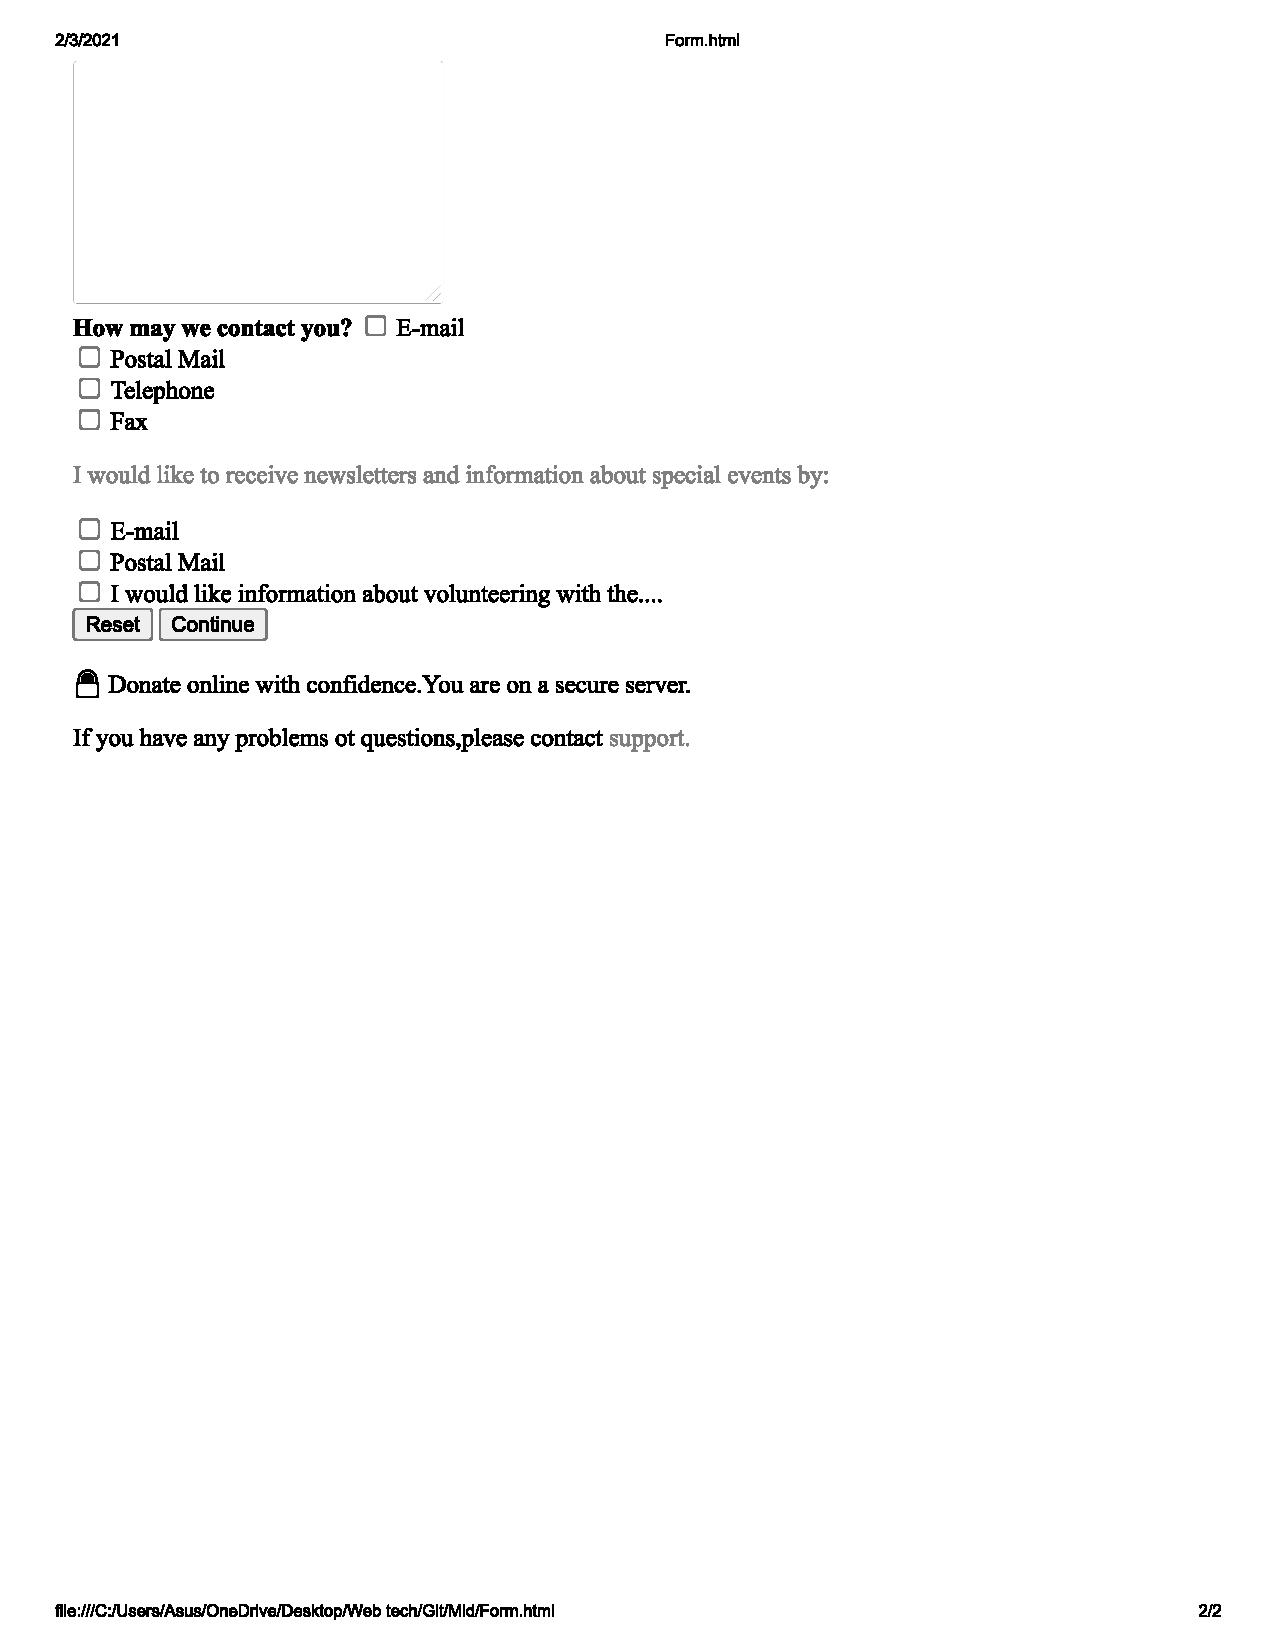 2/3/2021 Form.html
How may we contact you? E-mail
Postal Mail
Telephone
Fax
I would like to receive newsletters and information about special events by:
E-mail
Postal Mail
I would like information about volunteering with the....
Reset Continue
Donate online with confidence.You are on a secure server.
If you have any problems ot questions,please contact support.
file:///C:/Users/Asus/OneDrive/Desktop/Web tech/Git/Mid/Form.html 2/2